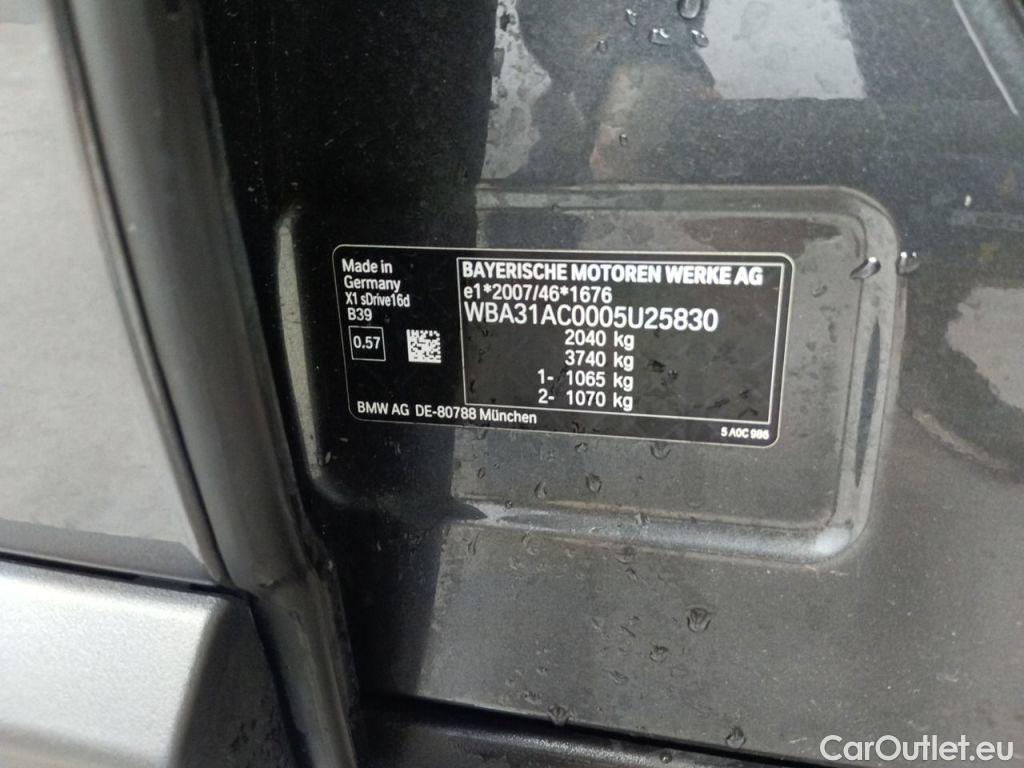 Made in
Germany
X1 sDrive16d
B39
0.57
BAYERISCHE MOTOREN WERKE AG
e1*2007/46*1676
WBA31AC0005U25830
2040 kg
3740 kg
1- 1065 kg
2- 1070 kg
BMW AG DE-80788 München
5 A0C 986
CarOutlet.eu